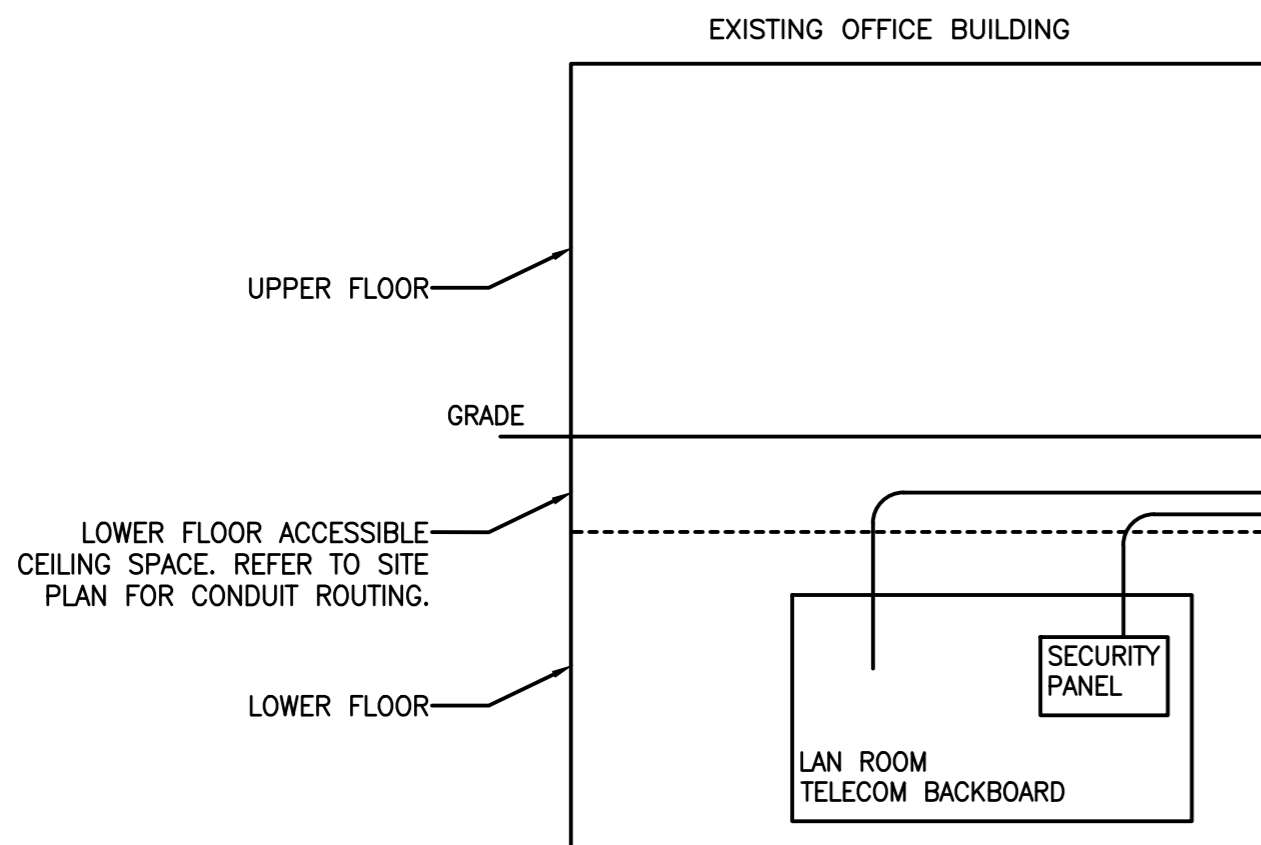 EXISTING OFFICE BUILDING
UPPER FLOOR
GRADE
LOWER FLOOR ACCESSIBLE
CEILING SPACE. REFER TO SITE
PLAN FOR CONDUIT ROUTING.
SECURITY
PANEL
LOWER FLOOR
LAN ROOM
TELECOM BACKBOARD